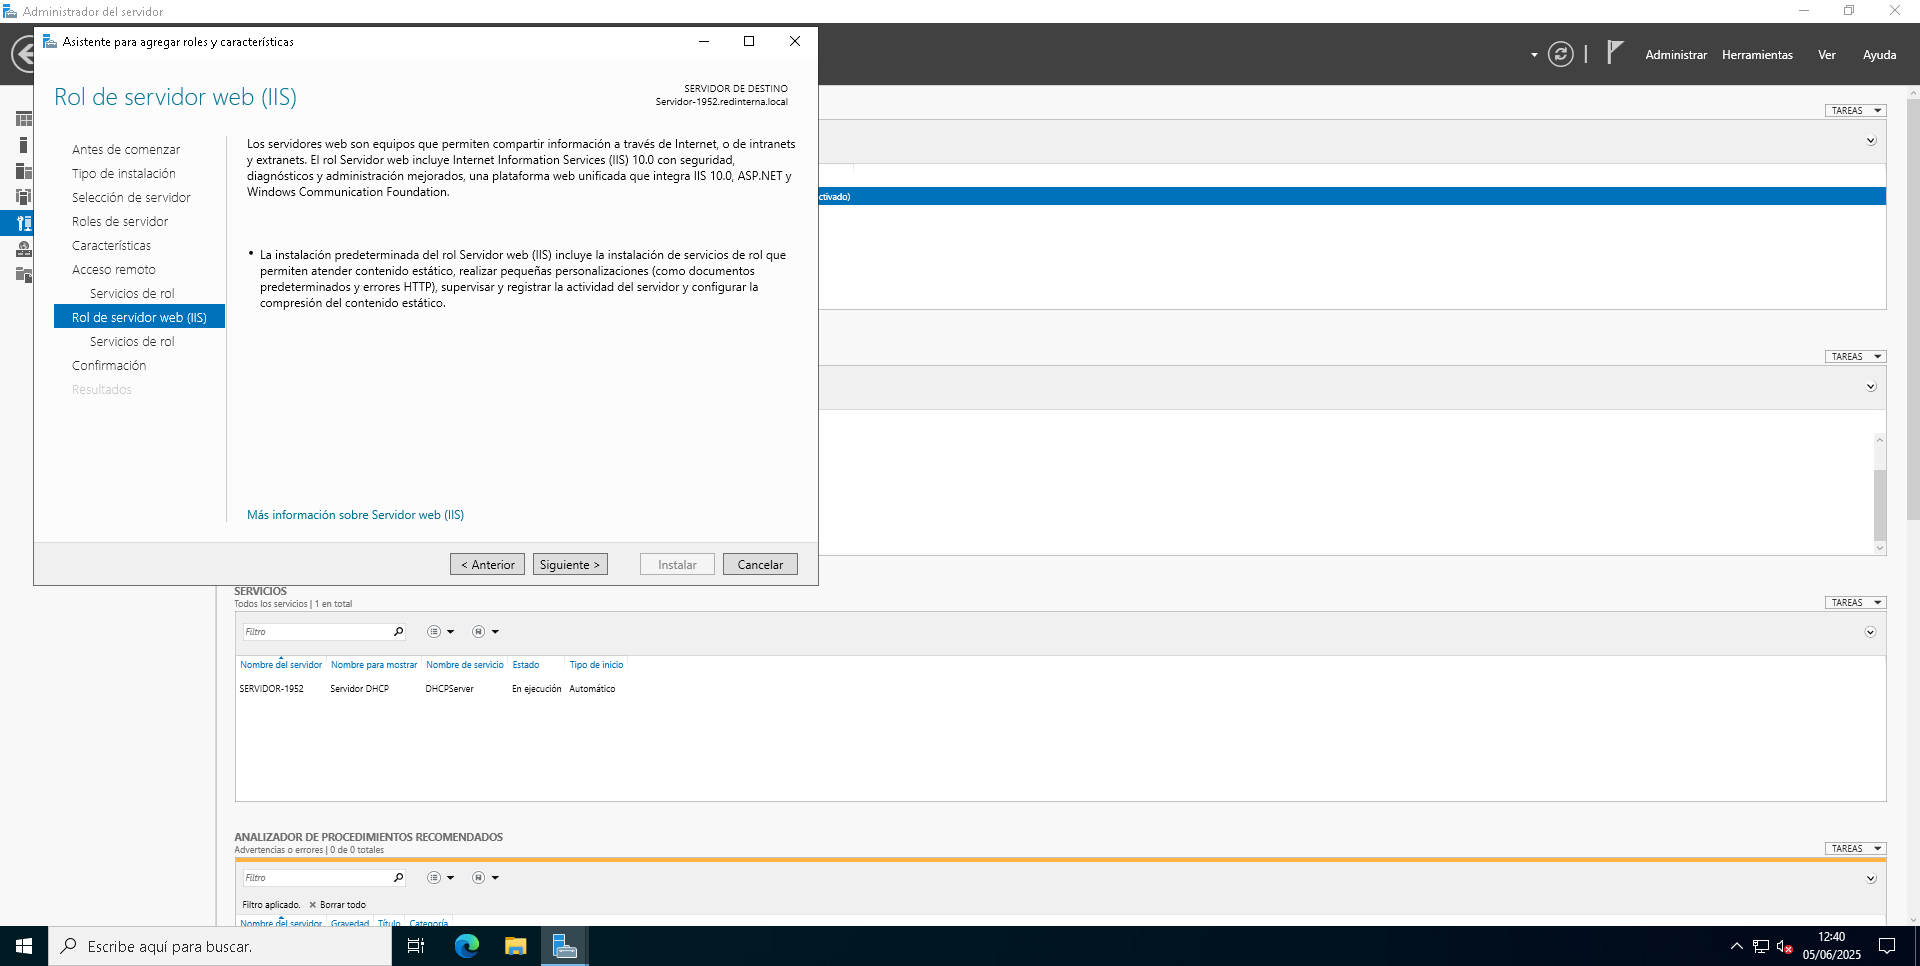 Administrador del servidor
Asistente para agregar roles y características
Administrar Herramientas Ver Ayuda
Rol de servidor web (IIS)
SERVIDOR DE DESTINO
Servidor-1952.redinterna.local
Antes de comenzar
Tipo de instalación
Selección de servidor
Roles de servidor
Características
Acceso remoto
Servicios de rol
Rol de servidor web (IIS)
Servicios de rol
Confirmación
Resultados
Los servidores web son equipos que permiten compartir información a través de Internet, o de intranets
y extranets. El rol Servidor web incluye Internet Information Services (IIS) 10.0 con seguridad,
diagnósticos y administración mejorados, una plataforma web unificada que integra IIS 10.0, ASP.NET y
Windows Communication Foundation.
• La instalación predeterminada del rol Servidor web (IIS) incluye la instalación de servicios de rol que
permiten atender contenido estático, realizar pequeñas personalizaciones (como documentos
predeterminados y errores HTTP), supervisar y registrar la actividad del servidor y configurar la
compresión del contenido estático.
Más información sobre Servidor web (IIS)
< Anterior Siguiente > Instalar Cancelar
TAREAS
ctivado)
TAREAS
SERVICIOS
Todos los servicios | 1 en total
TAREAS
Filtro
Nombre del servidor Nombre para mostrar Nombre de servicio Estado Tipo de inicio
SERVIDOR-1952 Servidor DHCP DHCPServer En ejecución Automático
ANALIZADOR DE PROCEDIMIENTOS RECOMENDADOS
Advertencias o errores | 0 de 0 totales
TAREAS
Filtro
Filtro aplicado. × Borrar todo
Nombre del servidor Gravedad Título Categoría
Escribe aquí para buscar.
12:40
05/06/2025